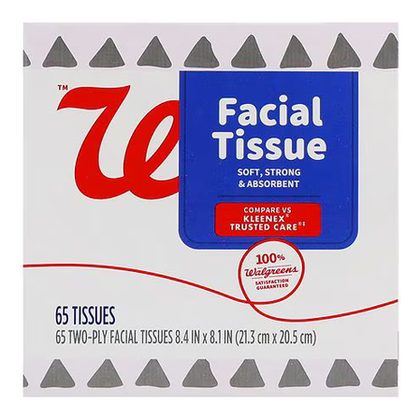 ™
W
Facial
Tissue
SOFT, STRONG
& ABSORBENT
COMPARE VS
KLEENEX®
TRUSTED CARE®‡
100%
Walgreens
SATISFACTION
GUARANTEED
65 TISSUES
65 TWO-PLY FACIAL TISSUES 8.4 IN x 8.1 IN (21.3 cm x 20.5 cm)